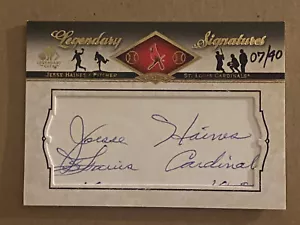 Legendary Signatures
Jesse Haines • Pitcher
St. Louis Cardinals
07/40
Jesse Haines
St Louis Cardinal